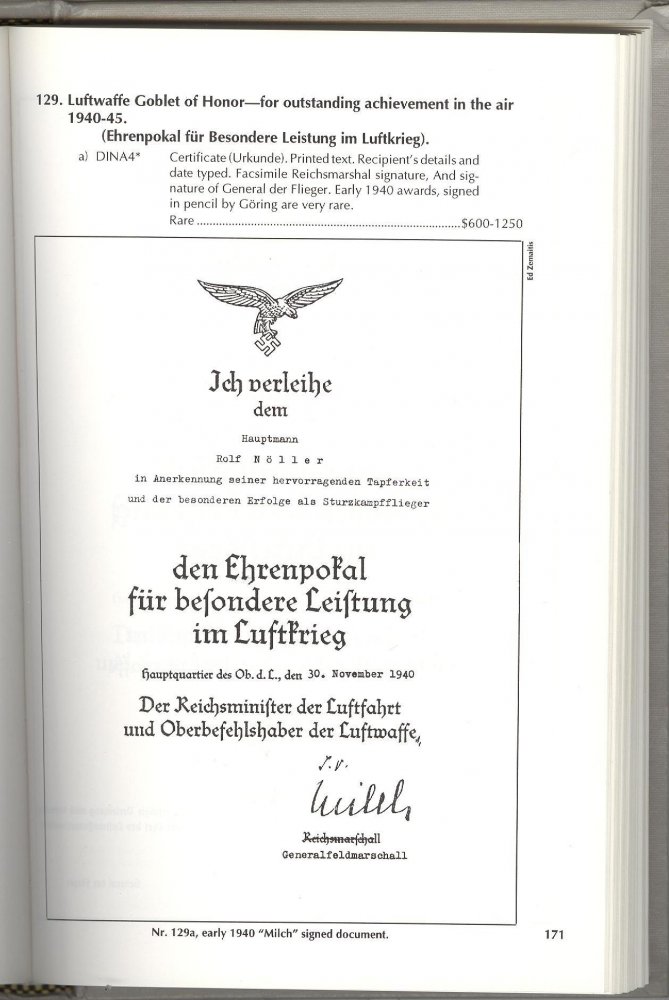 129. Luftwaffe Goblet of Honor—for outstanding achievement in the air
1940-45.
(Ehrenpokal für Besondere Leistung im Luftkrieg).
a) DINA4* Certificate (Urkunde). Printed text. Recipient's details and
date typed. Facsimile Reichsmarshal signature, And sig-
nature of General der Flieger. Early 1940 awards, signed
in pencil by Göring are very rare.
Rare ....................................................................................$600-1250
Ed Zemaitis
Ich verleihe
dem
Hauptmann
Rolf N ö l l e r
in Anerkennung seiner hervorragenden Tapferkeit
und der besonderen Erfolge als Sturzkampfflieger
den Ehrenpokal
für beſondere Leiſtung
im Luftkrieg
Hauptquartier des Ob. d. L., den 30. November 1940
Der Reichsminiſter der Luftfahrt
und Oberbefehlshaber der Luftwaffe,
I.V.
Milch
Reichsmarſchall
Generalfeldmarschall
Nr. 129a, early 1940 "Milch" signed document.
171